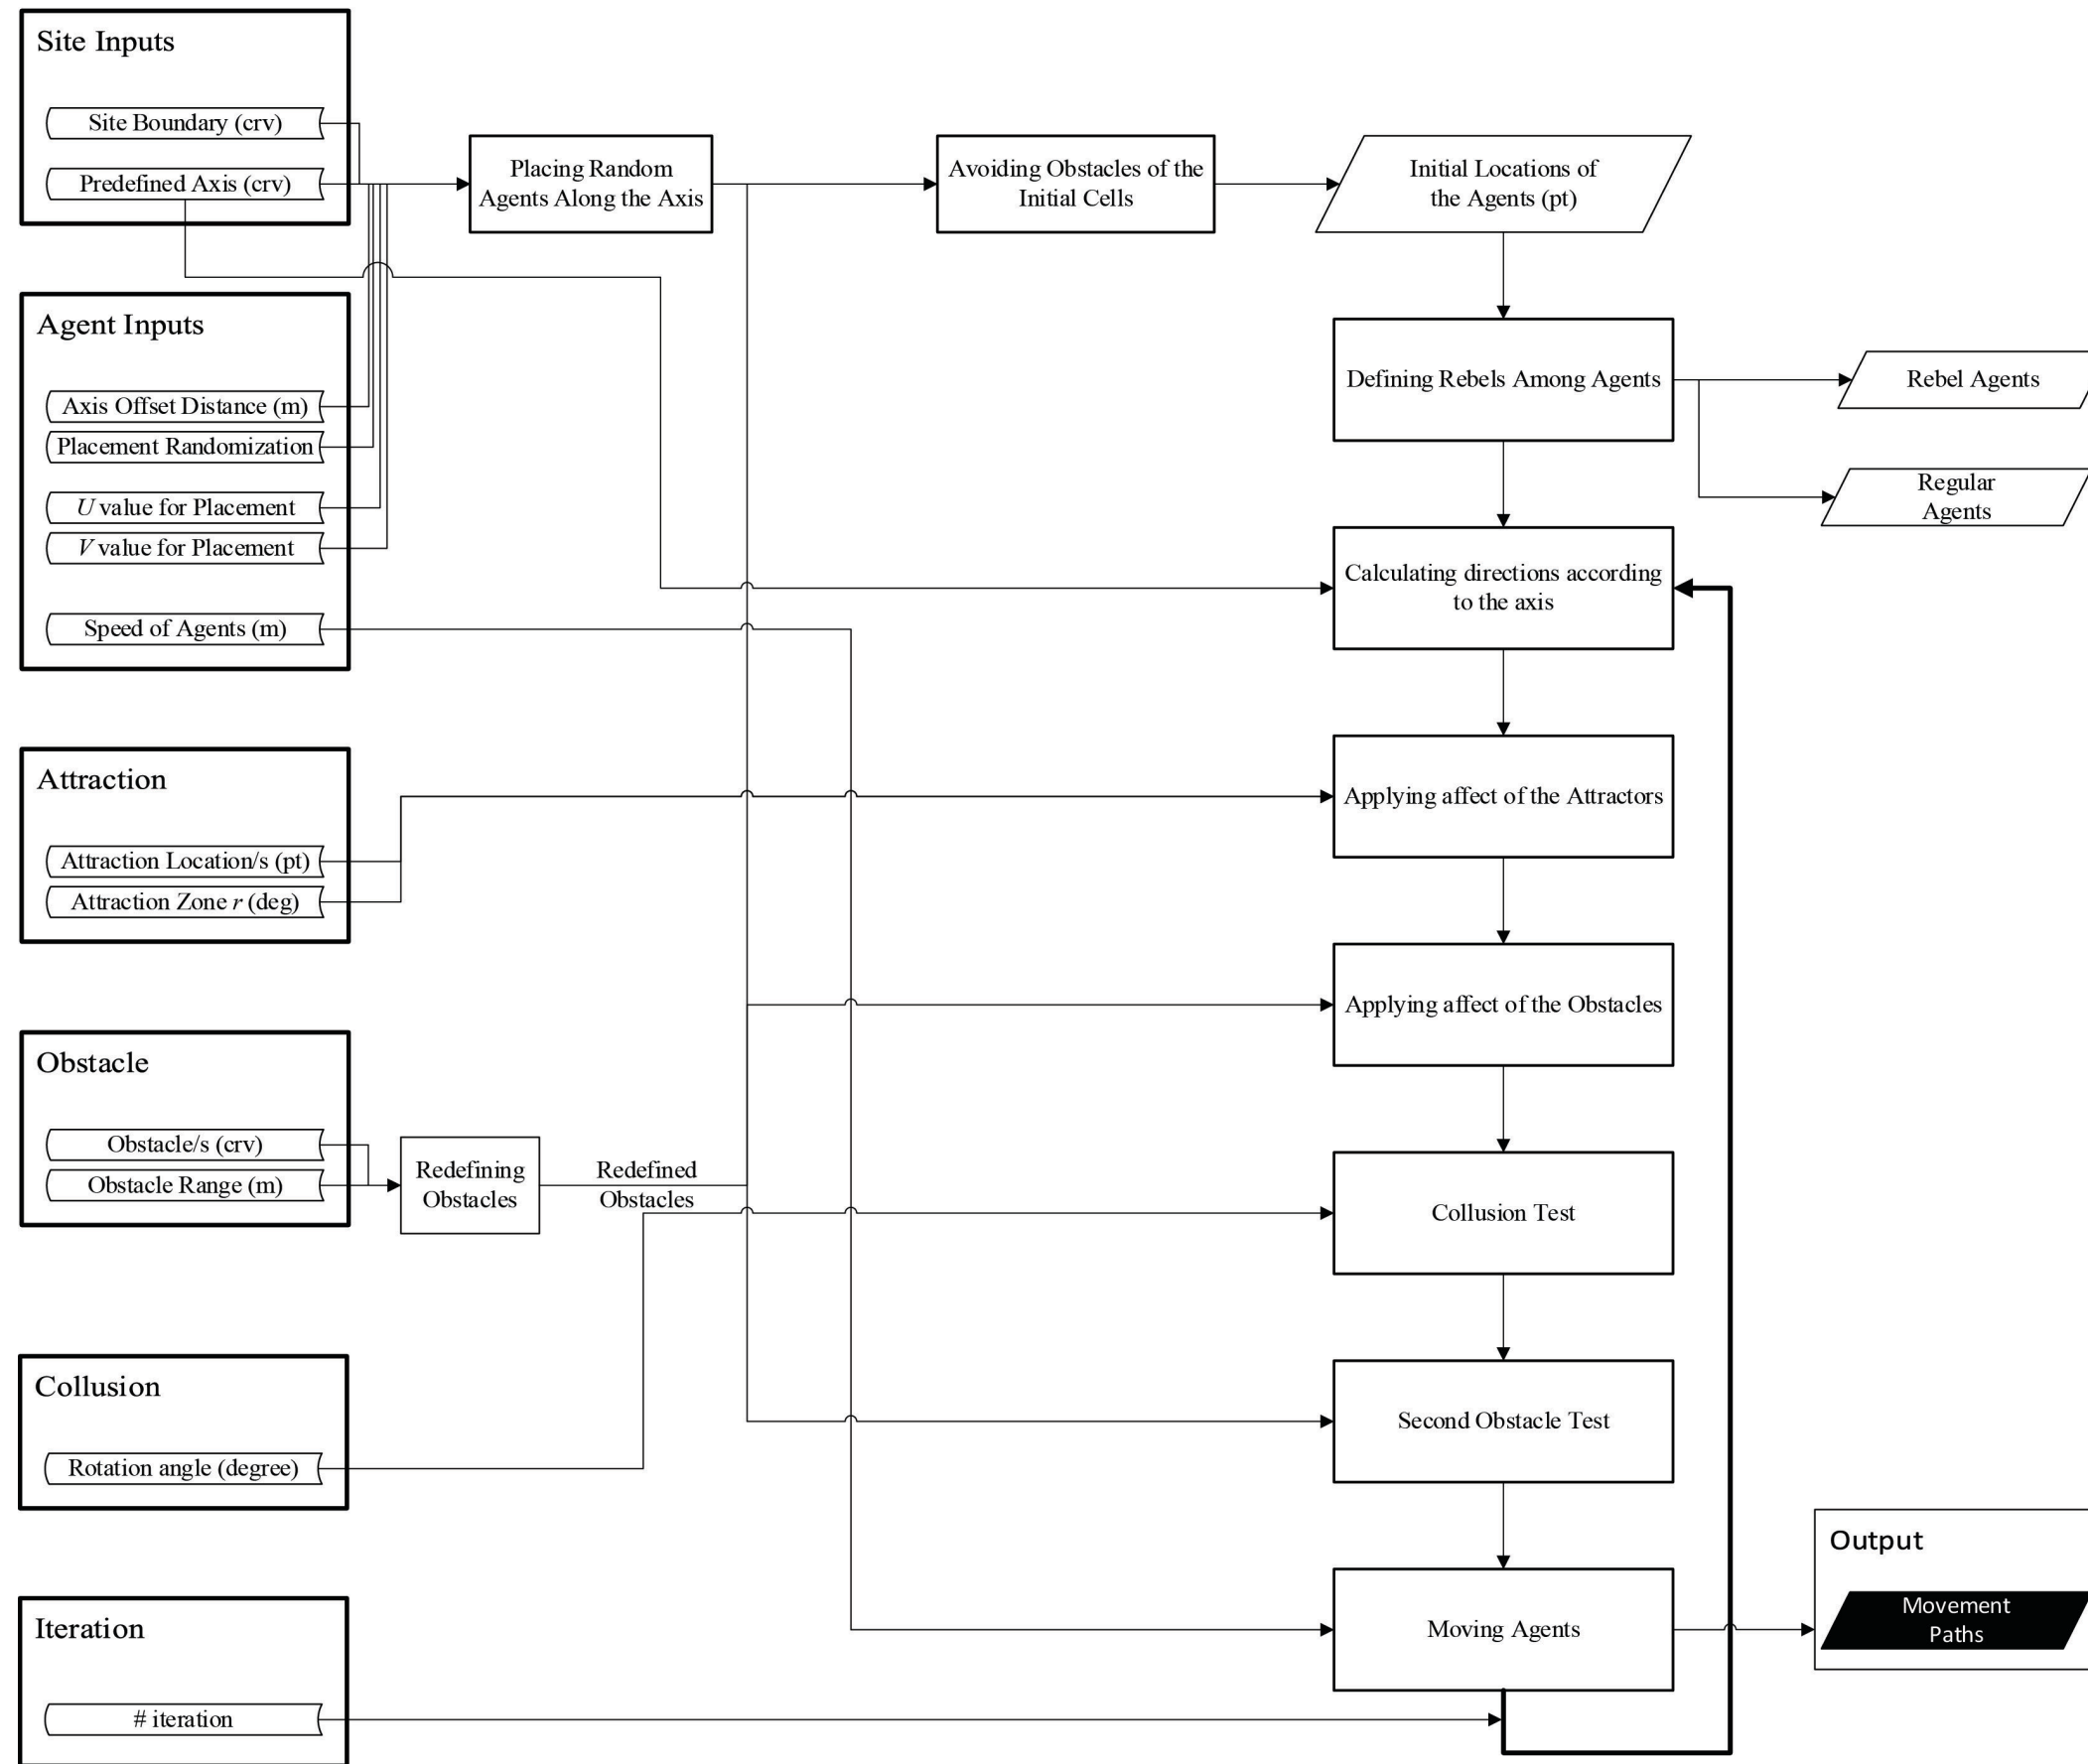 Site Inputs
Site Boundary (crv)
Predefined Axis (crv)
Placing Random
Agents Along the Axis
Avoiding Obstacles of the
Initial Cells
Initial Locations of
the Agents (pt)
Agent Inputs
Axis Offset Distance (m)
Placement Randomization
U value for Placement
V value for Placement
Speed of Agents (m)
Defining Rebels Among Agents
Rebel Agents
Regular
Agents
Calculating directions according
to the axis
Attraction
Attraction Location/s (pt)
Attraction Zone r (deg)
Applying affect of the Attractors
Applying affect of the Obstacles
Obstacle
Obstacle/s (crv)
Obstacle Range (m)
Redefining
Obstacles
Redefined
Obstacles
Collusion Test
Collusion
Rotation angle (degree)
Second Obstacle Test
Iteration
# iteration
Moving Agents
Output
Movement
Paths